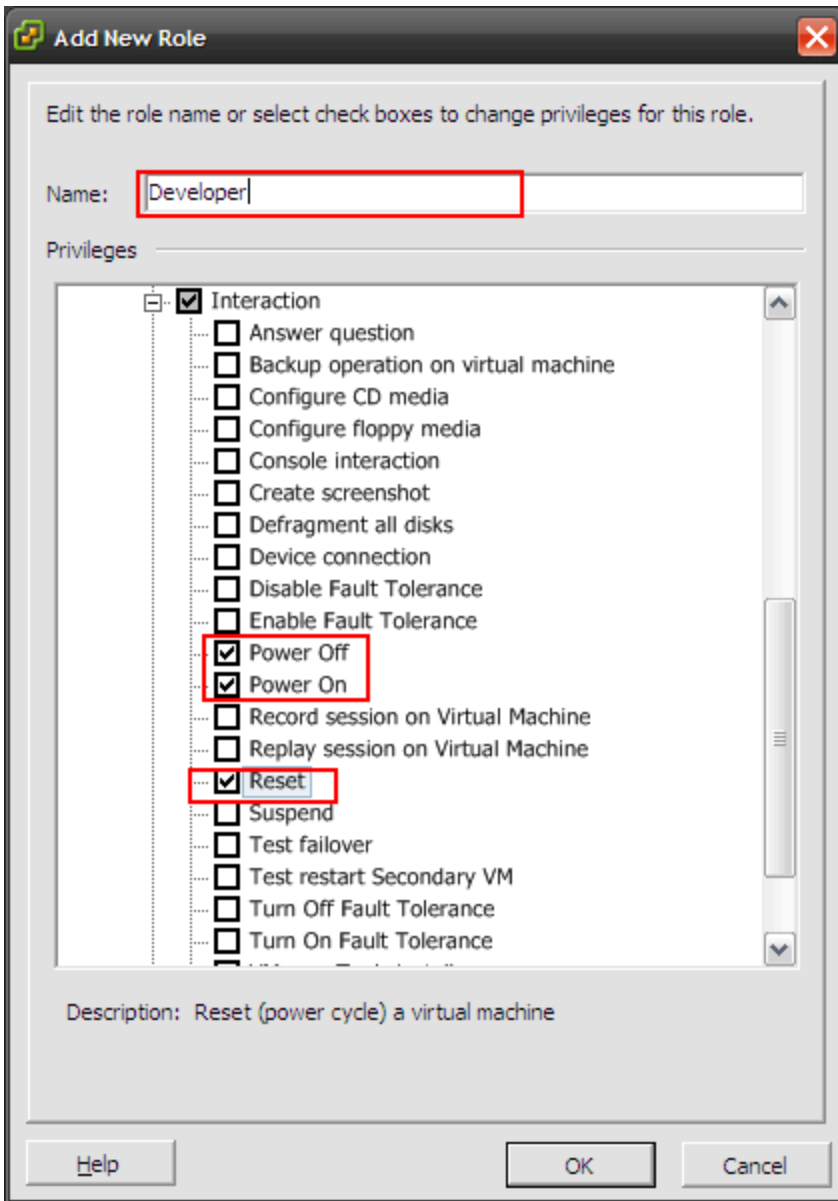 Add New Role
Edit the role name or select check boxes to change privileges for this role.
Name: Developer
Privileges
Interaction
Answer question
Backup operation on virtual machine
Configure CD media
Configure floppy media
Console interaction
Create screenshot
Defragment all disks
Device connection
Disable Fault Tolerance
Enable Fault Tolerance
Power Off
Power On
Record session on Virtual Machine
Replay session on Virtual Machine
Reset
Suspend
Test failover
Test restart Secondary VM
Turn Off Fault Tolerance
Turn On Fault Tolerance
Description: Reset (power cycle) a virtual machine
Help OK Cancel